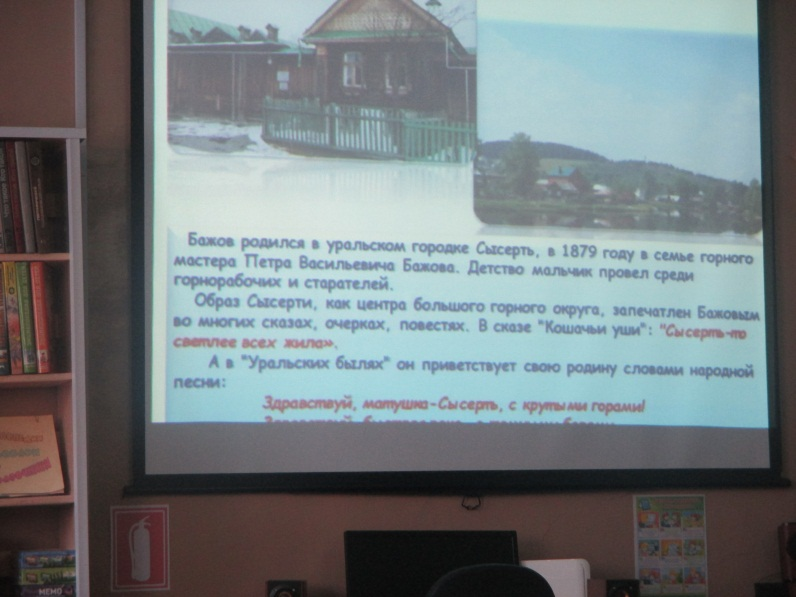 Бажов родился в уральском городке Сысерть, в 1879 году в семье горного
мастера Петра Васильевича Бажова. Детство мальчик провел среди
горнорабочих и старателей.
Образ Сысерти, как центра большого горного округа, запечатлен Бажовым
во многих сказах, очерках, повестях. В сказе "Кошачьи уши": "Сысерть-то
светлее всех жила».
А в "Уральских былях" он приветствует свою родину словами народной
песни:
Здравствуй, матушка-Сысерть, с крутыми горами!
МЕМО